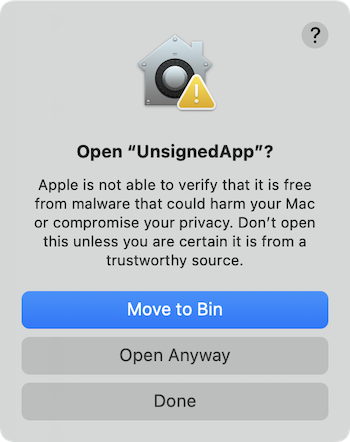 ?
Open “UnsignedApp”?
Apple is not able to verify that it is free
from malware that could harm your Mac
or compromise your privacy. Don’t open
this unless you are certain it is from a
trustworthy source.
Move to Bin
Open Anyway
Done